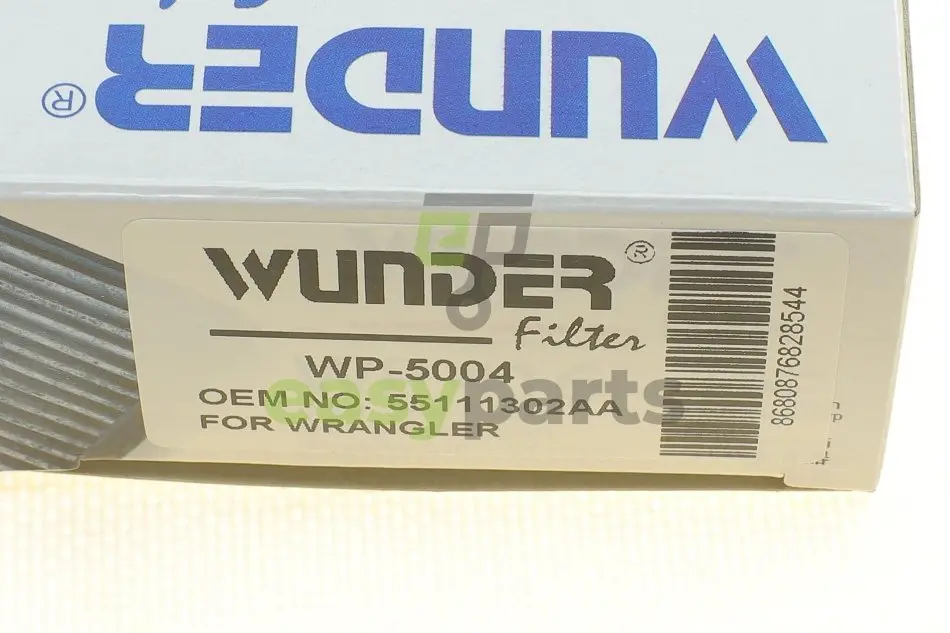 WUNDER®
WUNDER®
Filter
WP-5004
OEM NO: 55111302AA
FOR WRANGLER
8680876828544
easyparts